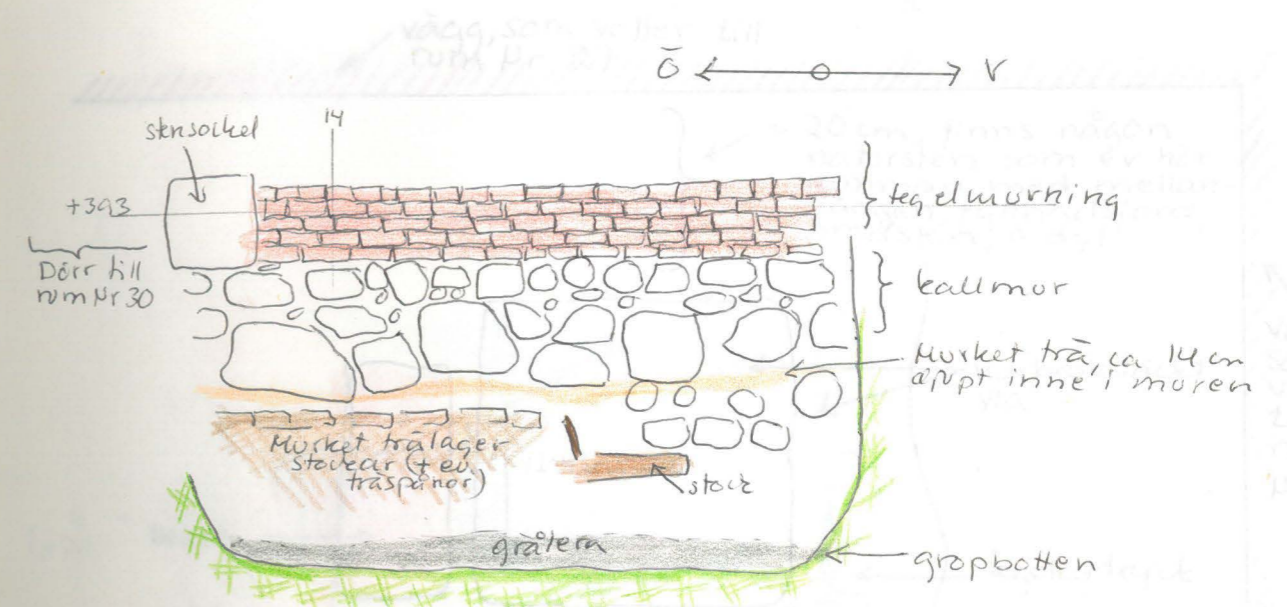 Ö V
stensockel
14
+393
tegelmurning
Dörr till
rum Nr 30
kallmur
Murket trä, ca 14 cm
djupt inne i muren
Murket trälager
stockar (+ ev.
träspånor)
stock
grålera
gropbotten